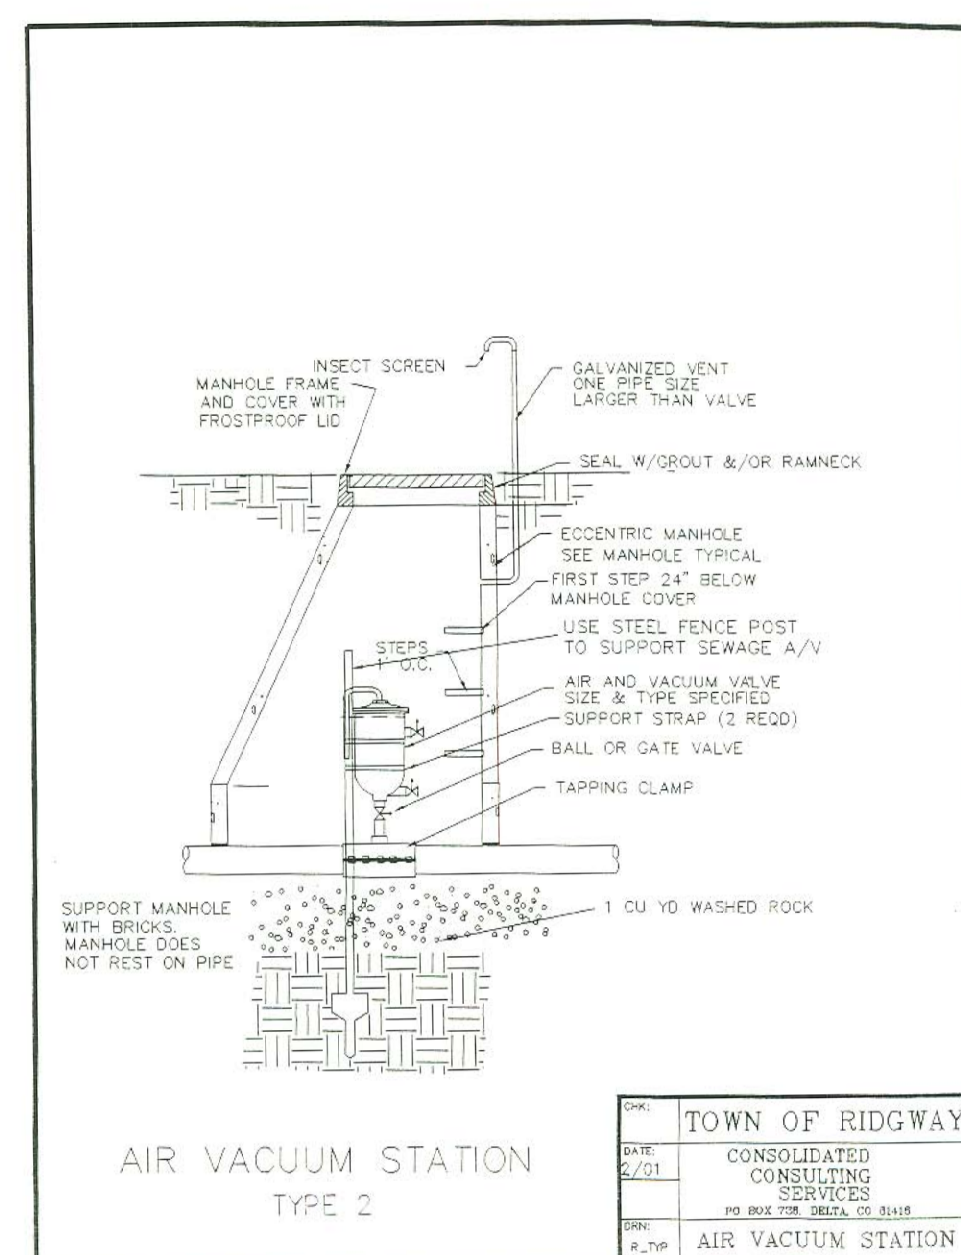 INSECT SCREEN
MANHOLE FRAME
AND COVER WITH
FROSTPROOF LID
GALVANIZED VENT
ONE PIPE SIZE
LARGER THAN VALVE
SEAL W/GROUT &/OR RAMNECK
ECCENTRIC MANHOLE
SEE MANHOLE TYPICAL
FIRST STEP 24" BELOW
MANHOLE COVER
USE STEEL FENCE POST
TO SUPPORT SEWAGE A/V
STEPS
1' O.C.
AIR AND VACUUM VALVE
SIZE & TYPE SPECIFIED
SUPPORT STRAP (2 REQD)
BALL OR GATE VALVE
TAPPING CLAMP
SUPPORT MANHOLE
WITH BRICKS.
MANHOLE DOES
NOT REST ON PIPE
1 CU YD WASHED ROCK
AIR VACUUM STATION
TYPE 2
CHK:
TOWN OF RIDGWAY
DATE:
2/01
CONSOLIDATED
CONSULTING
SERVICES
PO BOX 738, DELTA, CO 81416
DRN:
R_TYP
AIR VACUUM STATION